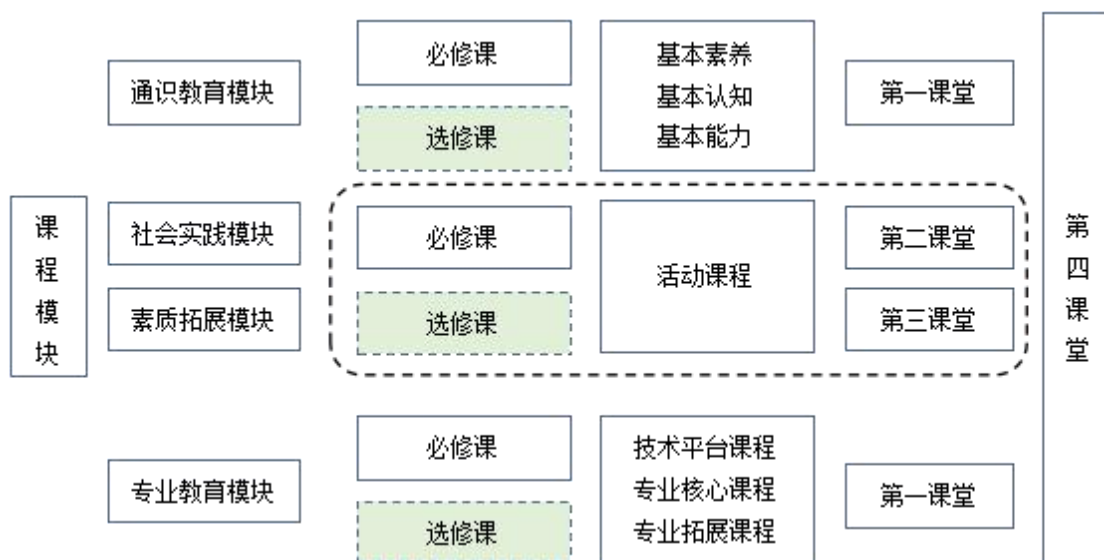 课程模块
通识教育模块
必修课
选修课
基本素养
基本认知
基本能力
第一课堂
社会实践模块
素质拓展模块
必修课
选修课
活动课程
第二课堂
第三课堂
专业教育模块
必修课
选修课
技术平台课程
专业核心课程
专业拓展课程
第一课堂
第四课堂